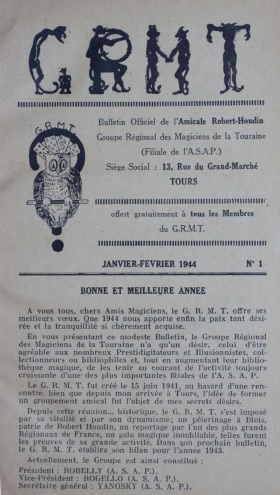 GRMT
Bulletin Officiel de l'Amicale Robert-Houdin
Groupe Régional des Magiciens de la Touraine
(Filiale de l'A.S.A.P.)
Siège Social : 13, Rue du Grand-Marché
TOURS
G.R.M.T.
offert gratuitement à tous les Membres
du G.R.M.T.
JANVIER-FEVRIER 1944 N° 1
BONNE ET MEILLEURE ANNEE
A vous tous, chers Amis Magiciens, le G. R. M. T. offre ses
meilleurs vœux. Que 1944 nous apporte enfin la paix tant dési-
rée et la tranquillité si chèrement acquise.
En vous présentant ce modeste Bulletin, le Groupe Régional
des Magiciens de la Touraine n'a qu'un désir, celui d'être
agréable aux nombreux Prestidigitateurs et Illusionnistes, col-
lectionneurs ou bibliophiles et, tout en augmentant leur biblio-
thèque magique, de les tenir au courant de l'activité toujours
croissante d'une des plus importantes filiales de l'A. S. A. P.
Le G. R. M. T. fut créé le 15 juin 1941, au hasard d'une ren-
contre, bien que depuis mon arrivée à Tours, l'idée de former
un groupement amical fut l'objet de mes secrets désirs.
Depuis cette réunion... historique, le G. R. M. T. s'est imposé
par sa vitalité et par son dynamisme ; un pèlerinage à Blois,
patrie de Robert Houdin, un reportage par l'un des plus grands
Régionaux de France, un gala magique inoubliable, telles furent
les preuves de sa grande activité. Dans son prochain bulletin,
le G. R. M. T. établira son bilan pour l'année 1943.
Actuellement, le Groupe est ainsi constitué :
Président : ROBELLY (A. S. A. P.).
Vice-Président : ROGELLO (A. S. A. P.).
Secrétaire général : YANOSKY (A. S. A. P.).